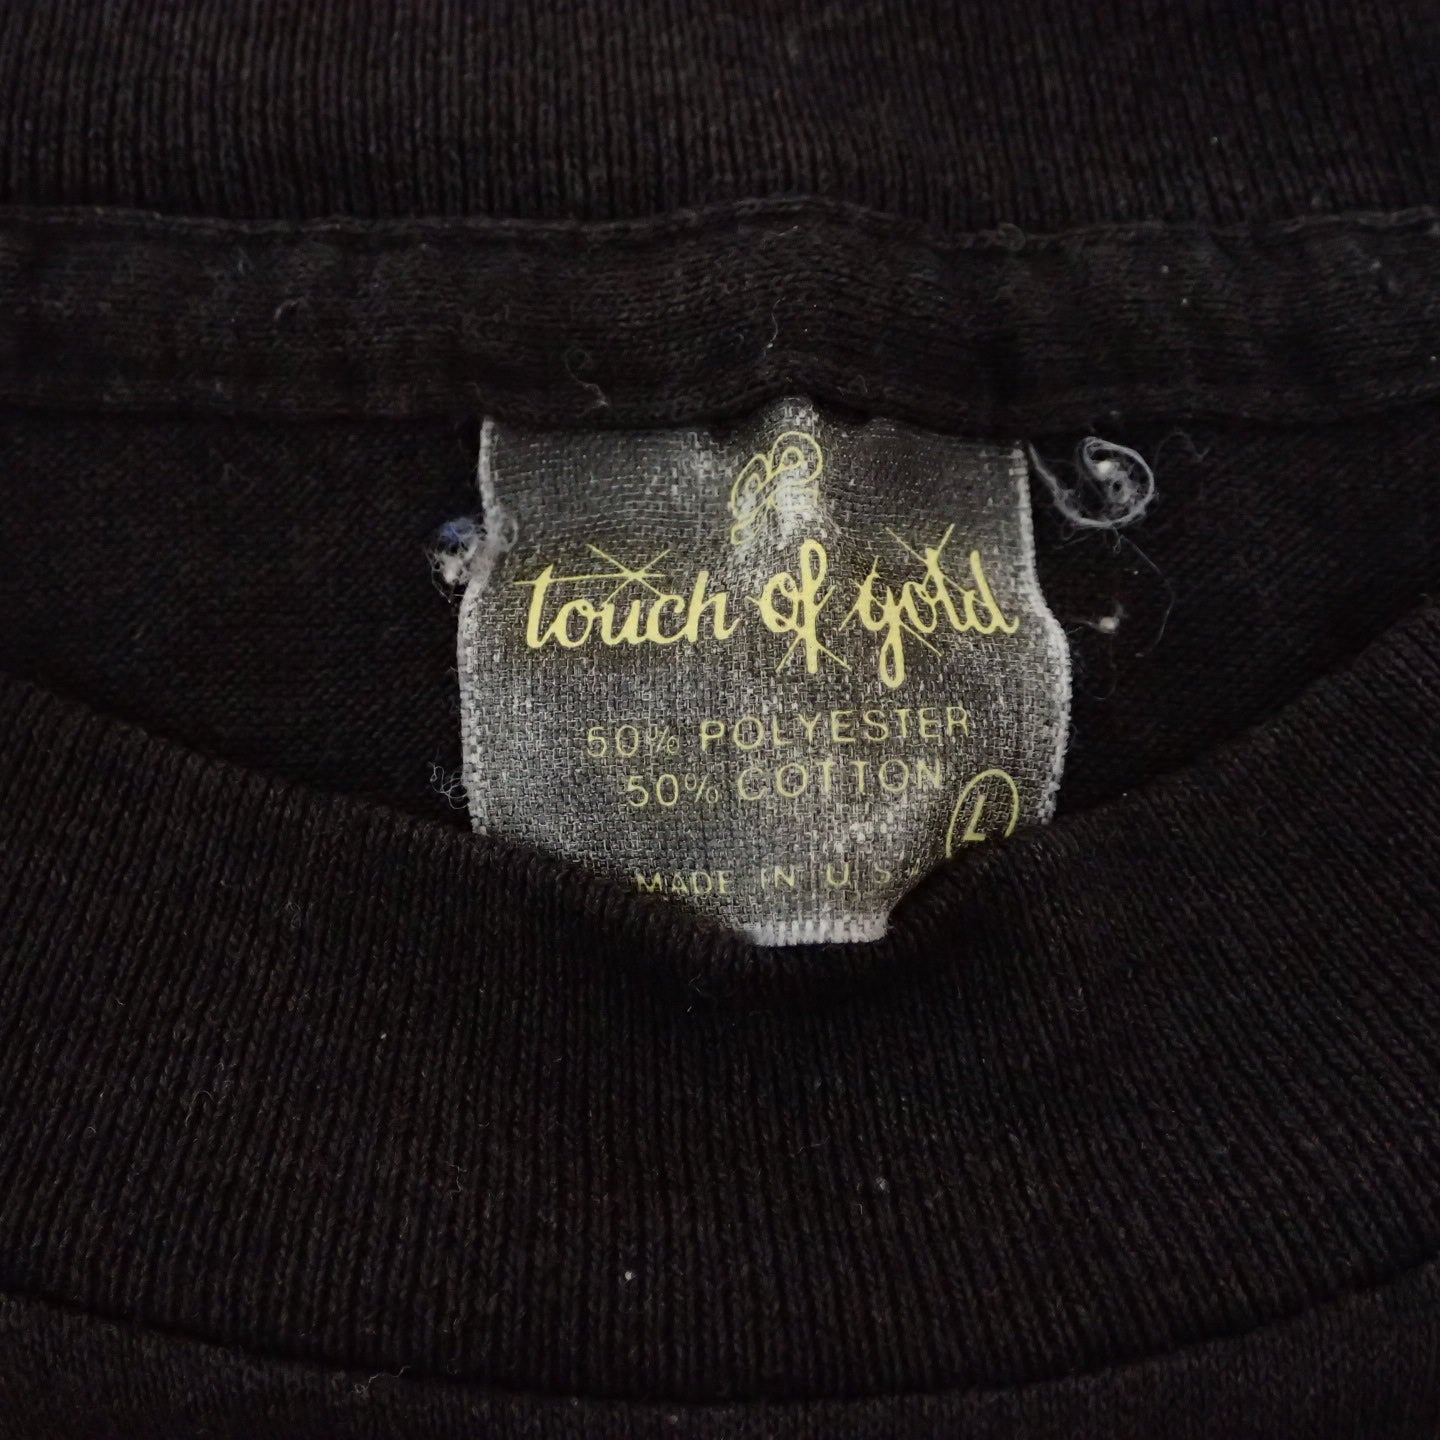 touch of gold
50% POLYESTER
50% COTTON
L
MADE IN U.S.